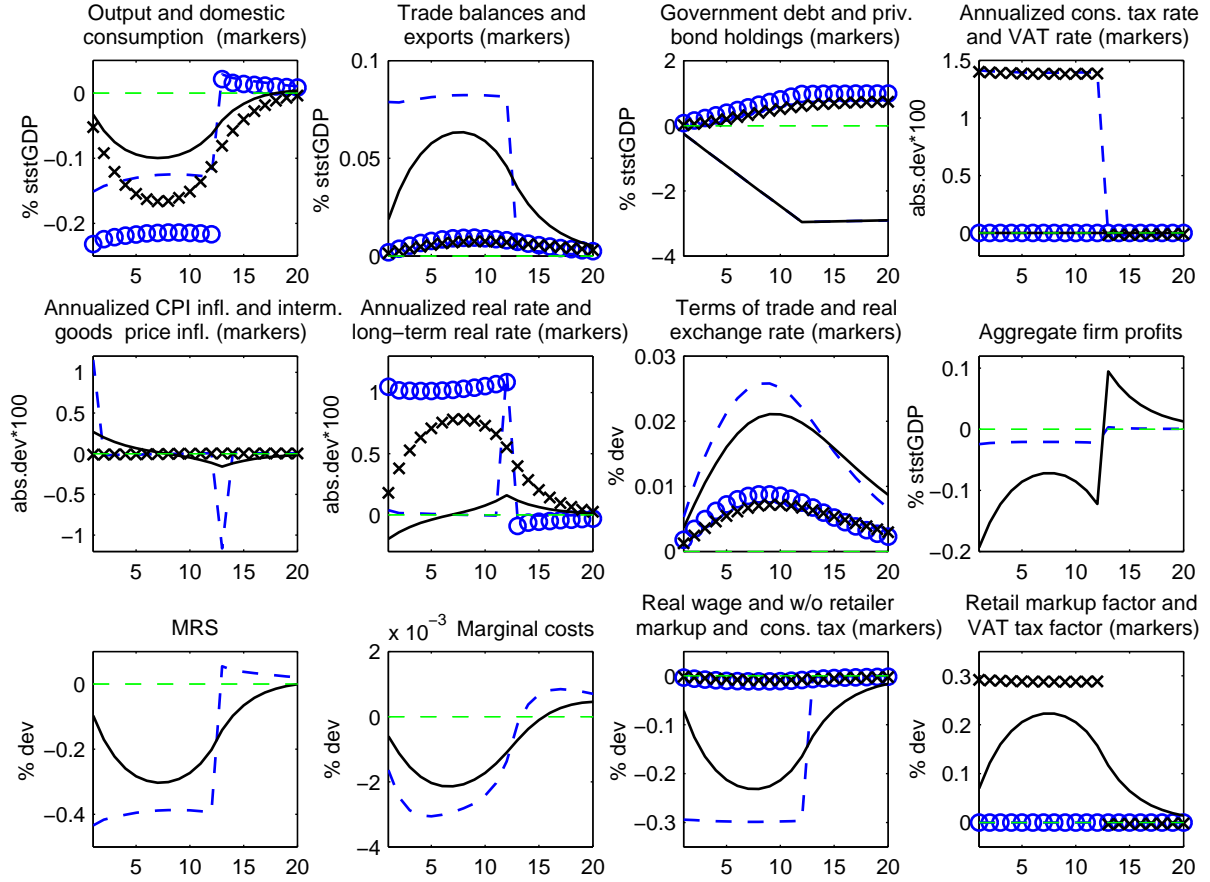 Output and domestic
consumption (markers)
% ststGDP
0
−0.1
−0.2
5 10 15 20
Trade balances and
exports (markers)
% ststGDP
0.1
0.05
0
5 10 15 20
Government debt and priv.
bond holdings (markers)
% ststGDP
2
0
−2
−4
5 10 15 20
Annualized cons. tax rate
and VAT rate (markers)
abs.dev*100
1.5
1
0.5
0
5 10 15 20
Annualized CPI infl. and interm.
goods price infl. (markers)
abs.dev*100
1
0.5
0
−0.5
−1
5 10 15 20
Annualized real rate and
long−term real rate (markers)
abs.dev*100
1
0.5
0
5 10 15 20
Terms of trade and real
exchange rate (markers)
% dev
0.03
0.02
0.01
0
5 10 15 20
Aggregate firm profits
% ststGDP
0.1
0
−0.1
−0.2
5 10 15 20
MRS
% dev
0
−0.2
−0.4
5 10 15 20
x 10−3 Marginal costs
% dev
2
0
−2
−4
5 10 15 20
Real wage and w/o retailer
markup and cons. tax (markers)
% dev
0
−0.1
−0.2
−0.3
5 10 15 20
Retail markup factor and
VAT tax factor (markers)
% dev
0.3
0.2
0.1
0
5 10 15 20